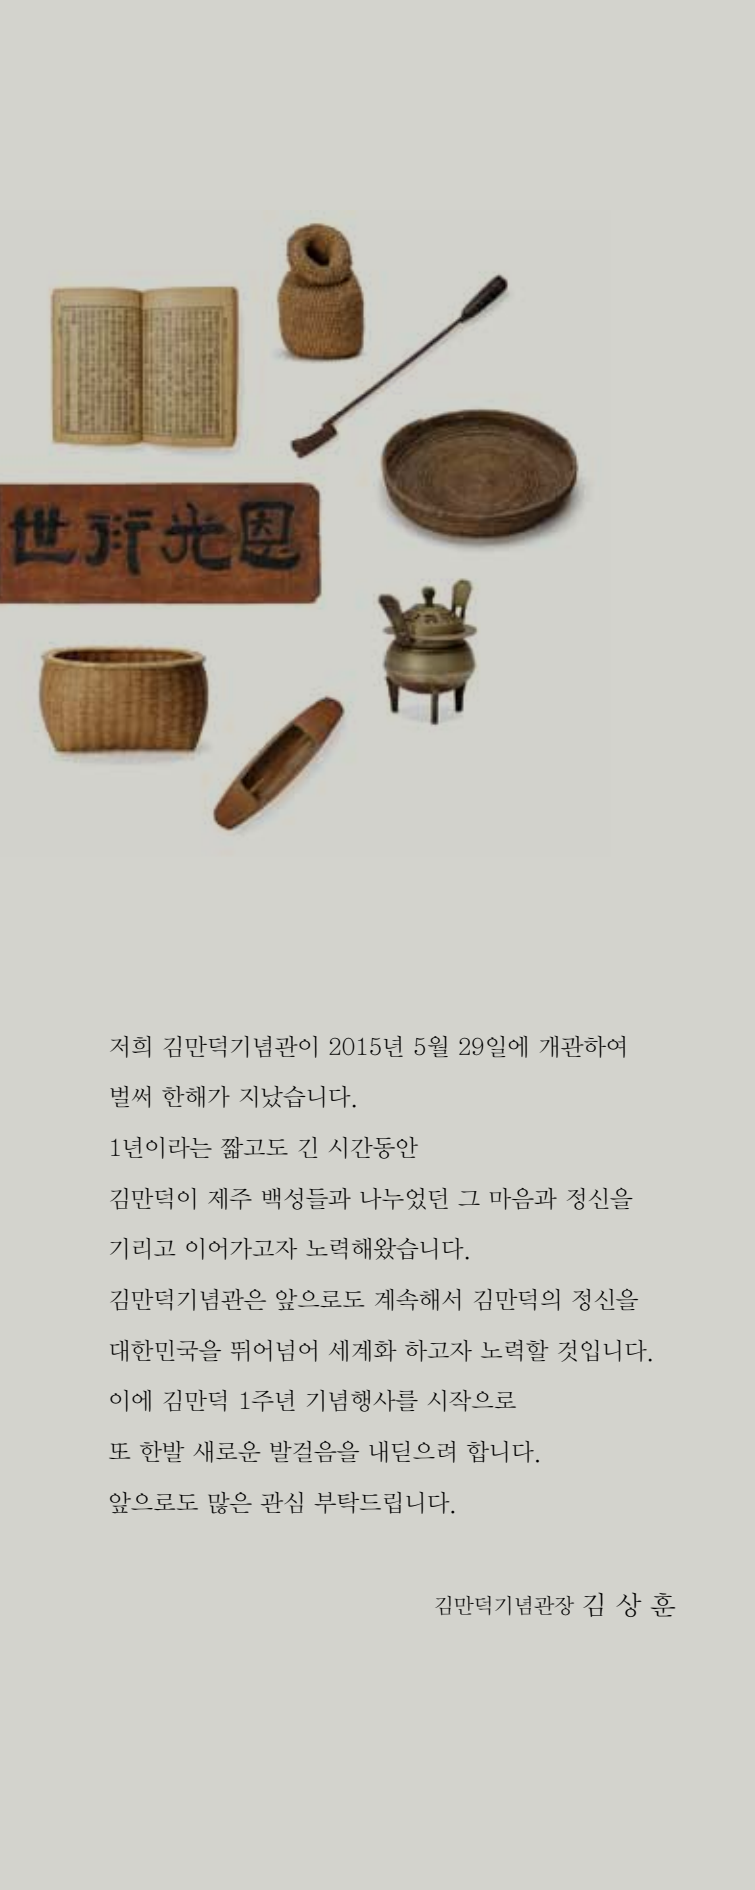 恩光衍世
저희 김만덕기념관이 2015년 5월 29일에 개관하여
벌써 한해가 지났습니다.
1년이라는 짧고도 긴 시간동안
김만덕이 제주 백성들과 나누었던 그 마음과 정신을
기리고 이어가고자 노력해왔습니다.
김만덕기념관은 앞으로도 계속해서 김만덕의 정신을
대한민국을 뛰어넘어 세계화 하고자 노력할 것입니다.
이에 김만덕 1주년 기념행사를 시작으로
또 한발 새로운 발걸음을 내딛으려 합니다.
앞으로도 많은 관심 부탁드립니다.
김만덕기념관장 김 상 훈